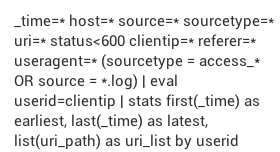 _time=* host=* source=* sourcetype=*
uri=* status<600 clientip=* referer=*
useragent=* (sourcetype = access_*
OR source = *.log) | eval
userid=clientip | stats first(_time) as
earliest, last(_time) as latest,
list(uri_path) as uri_list by userid